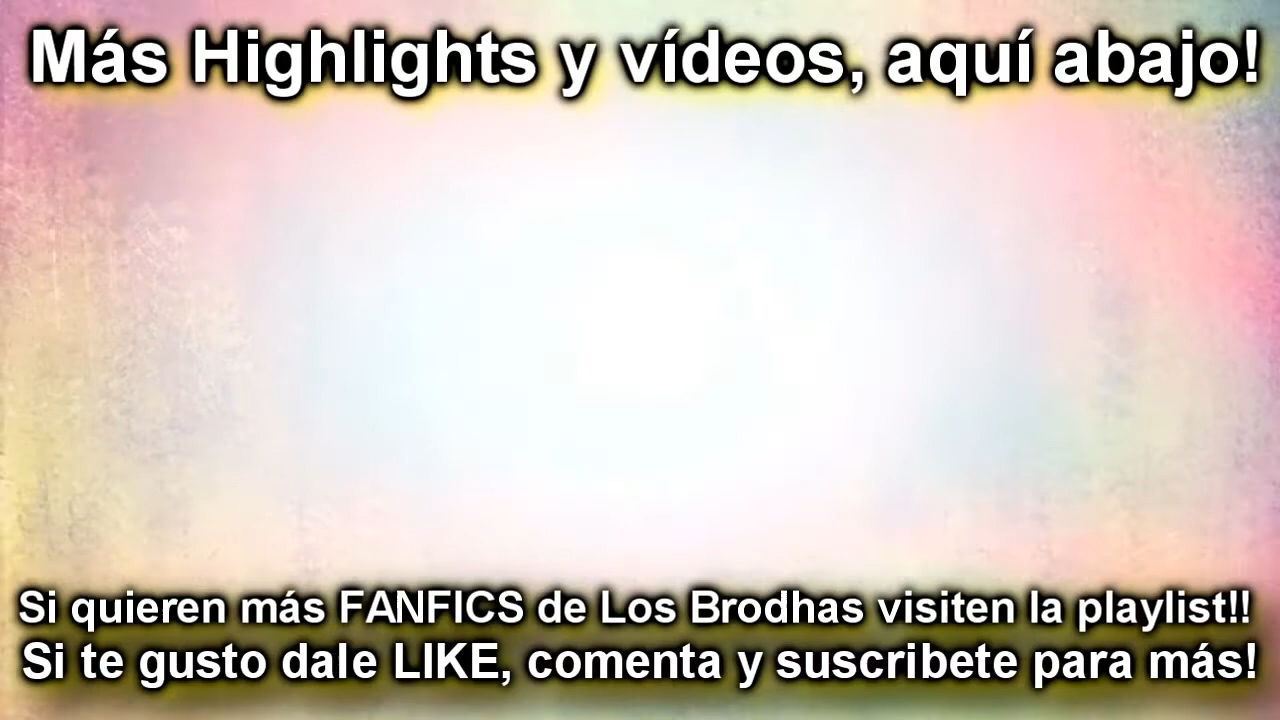 Más Highlights y vídeos, aquí abajo!
Si quieren más FANFICS de Los Brodhas visiten la playlist!!
Si te gusto dale LIKE, comenta y suscribete para más!